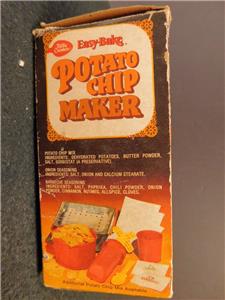 Betty Crocker
Easy-Bake
POTATO
CHIP
MAKER
POTATO CHIP MIX
INGREDIENTS: DEHYDRATED POTATOES, BUTTER POWDER,
SALT, SORBISTAT (A PRESERVATIVE).
ONION SEASONING
INGREDIENTS: SALT, ONION AND CALCIUM STEARATE.
BARBECUE SEASONING
INGREDIENTS: SALT, PAPRIKA, CHILI POWDER, ONION
POWDER, CINNAMON, NUTMEG, ALLSPICE, CLOVES.
Additional Potato Chip Mix Available